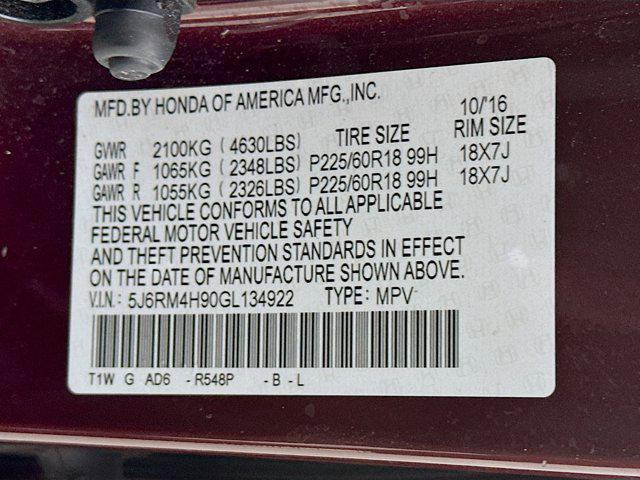 MFD.BY HONDA OF AMERICA MFG.,INC. 10/'16
GVWR 2100KG ( 4630LBS) TIRE SIZE RIM SIZE
GAWR F 1065KG ( 2348LBS) P225/60R18 99H 18X7J
GAWR R 1055KG ( 2326LBS) P225/60R18 99H 18X7J
THIS VEHICLE CONFORMS TO ALL APPLICABLE
FEDERAL MOTOR VEHICLE SAFETY
AND THEFT PREVENTION STANDARDS IN EFFECT
ON THE DATE OF MANUFACTURE SHOWN ABOVE.
V.I.N: 5J6RM4H90GL134922 TYPE: MPV
T1W G AD6 - R548P - B - L